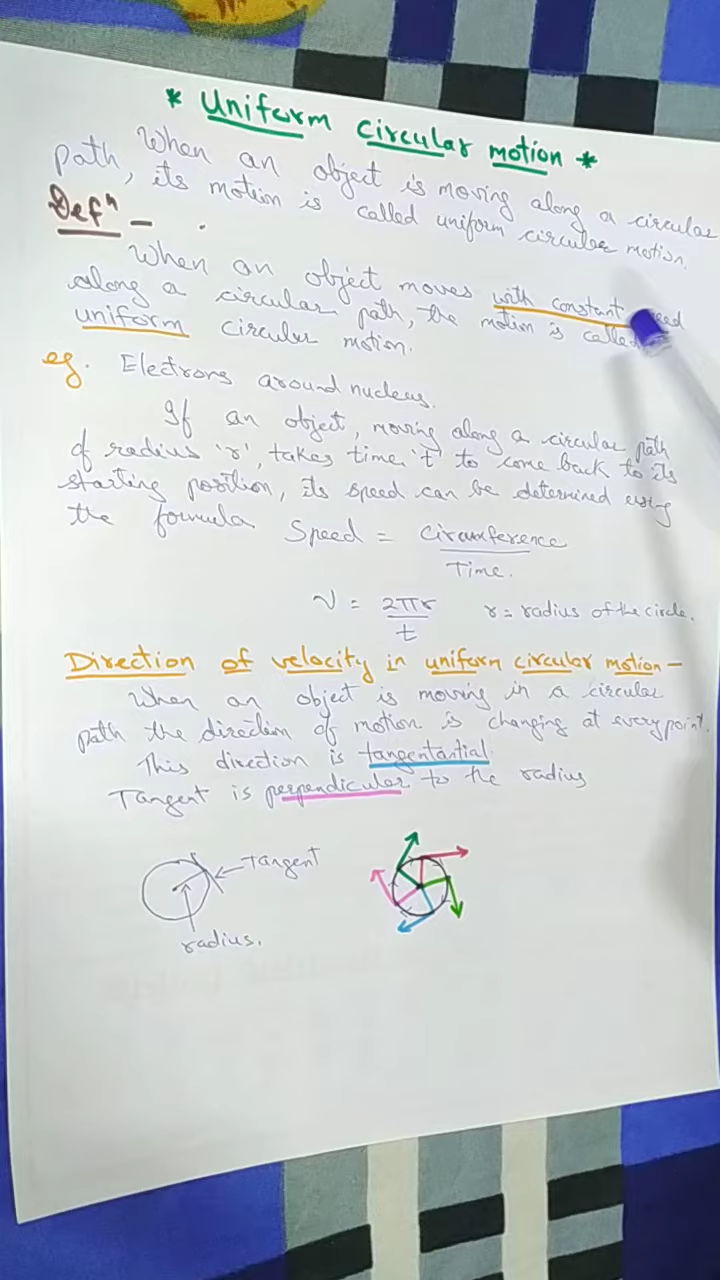 * Uniform circular motion *
When an object is moving along a circular
path, its motion is called uniform circular motion.
Defⁿ -
When an object moves with constant
along a circular path, the motion is called
uniform circular motion.
eg. Electrons around nucleus.
If an object, moving along a circular path
of radius 'r', takes time 't' to come back to its
starting position, its speed can be determined using
the formula Speed = Circumference
Time.
v = 2πr r = radius of the circle.
t
Direction of velocity in uniform circular motion -
When an object is moving in a circular
path the direction of motion is changing at every point.
This direction is tangentantial.
Tangent is perpendicular to the radius
Tangent
radius.